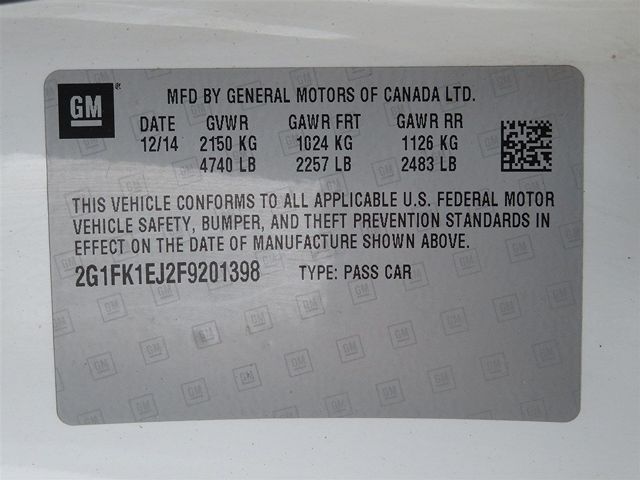 GM ®
MFD BY GENERAL MOTORS OF CANADA LTD.
DATE GVWR GAWR FRT GAWR RR
12/14 2150 KG 1024 KG 1126 KG
4740 LB 2257 LB 2483 LB
THIS VEHICLE CONFORMS TO ALL APPLICABLE U.S. FEDERAL MOTOR
VEHICLE SAFETY, BUMPER, AND THEFT PREVENTION STANDARDS IN
EFFECT ON THE DATE OF MANUFACTURE SHOWN ABOVE.
2G1FK1EJ2F9201398 TYPE: PASS CAR